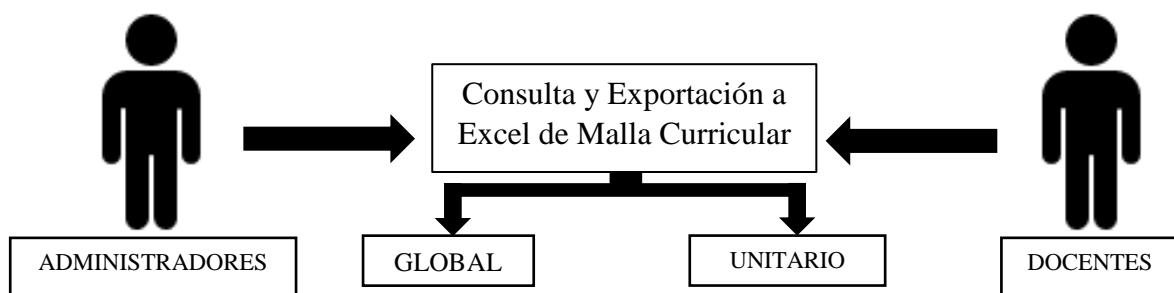 Consulta y Exportación a
Excel de Malla Curricular
ADMINISTRADORES
GLOBAL
UNITARIO
DOCENTES